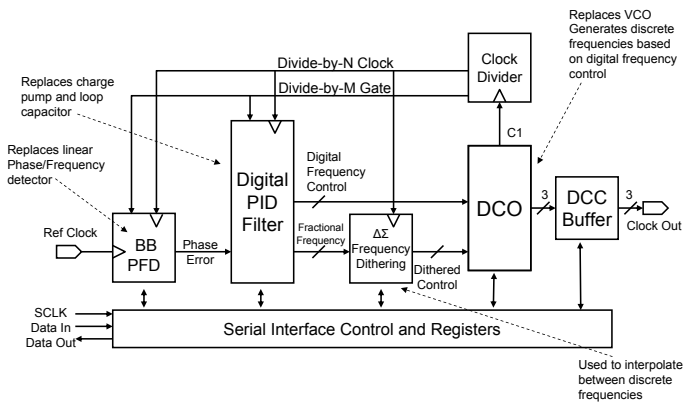 Replaces VCO
Generates discrete
frequencies based
on digital frequency
control
Clock
Divider
Divide-by-N Clock
Divide-by-M Gate
Replaces charge
pump and loop
capacitor
C1
Replaces linear
Phase/Frequency
detector
Digital
PID
Filter
Digital
Frequency
Control
DCO
3
DCC
Buffer
3
Clock Out
Ref Clock
BB
PFD
Phase
Error
Fractional
Frequency
ΔΣ
Frequency
Dithering
Dithered
Control
SCLK
Data In
Data Out
Serial Interface Control and Registers
Used to interpolate
between discrete
frequencies